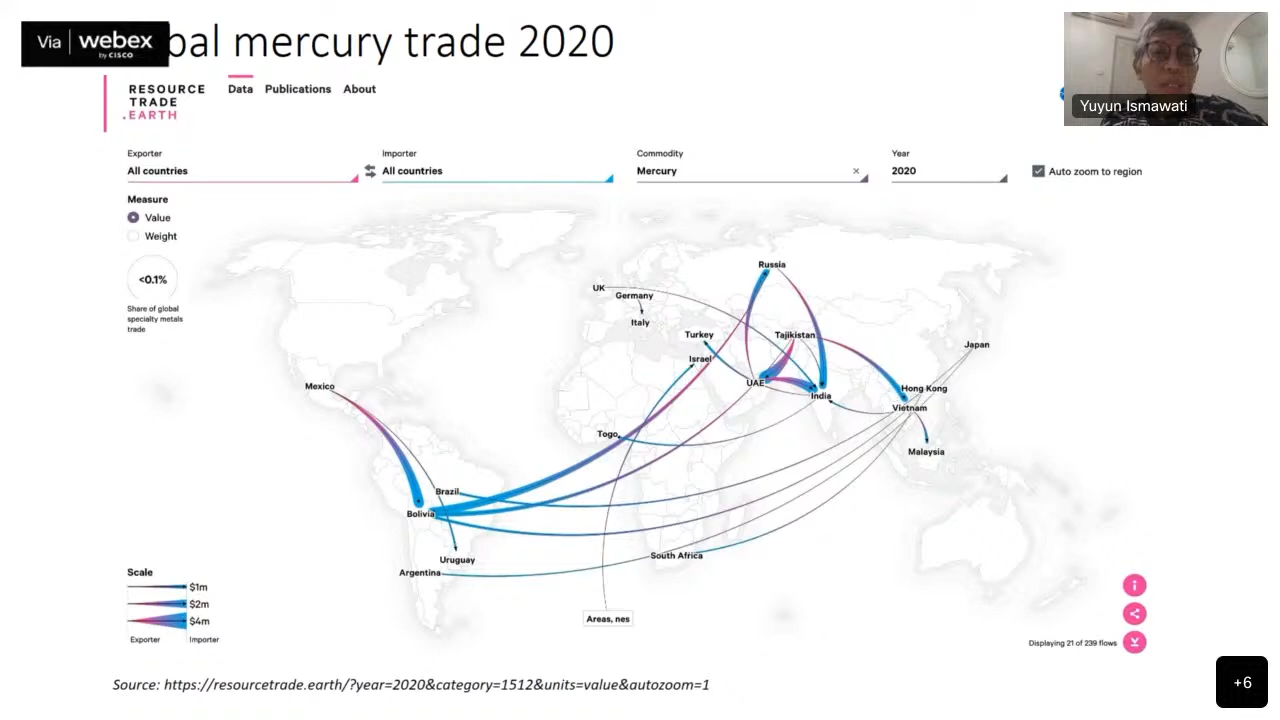 Via webex
by CISCO
bal mercury trade 2020
RESOURCE
TRADE
.EARTH
Data Publications About
Yuyun Ismawati
Exporter Importer Commodity Year
All countries All countries Mercury × 2020 Auto zoom to region
Measure
Value
Weight
<0.1%
Share of global
specialty metals
trade
Russia
UK
Germany
Italy
Turkey
Tajikistan
Japan
Israel
UAE
Mexico
India
Hong Kong
Vietnam
Togo
Malaysia
Brazil
Bolivia
Uruguay
South Africa
Argentina
Areas, nes
Scale
$1m
$2m
$4m
Exporter Importer
Displaying 21 of 239 flows
+6
Source: https://resourcetrade.earth/?year=2020&category=1512&units=value&autozoom=1